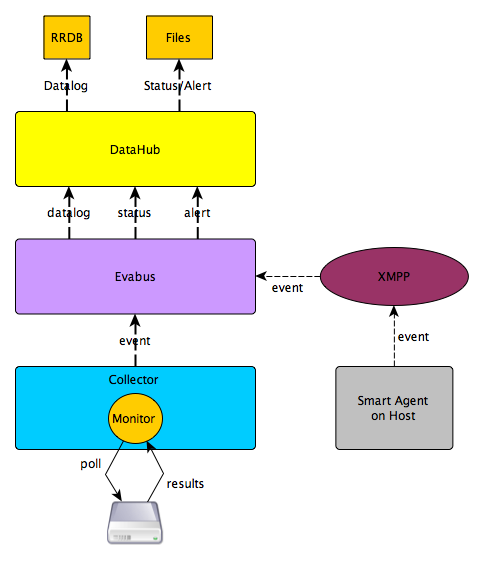 RRDB
Files
Datalog
Status/Alert
DataHub
datalog
status
alert
Evabus
XMPP
event
event
event
Collector
Monitor
Smart Agent
on Host
poll
results